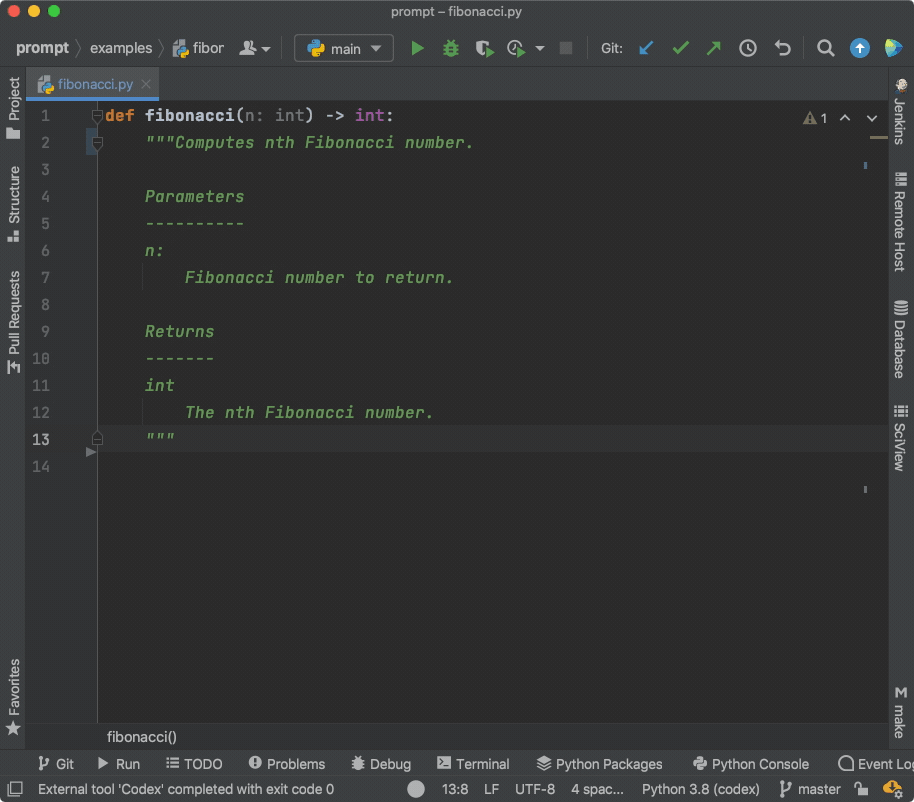 prompt – fibonacci.py
prompt examples fibor main Git:
fibonacci.py
1 def fibonacci(n: int) -> int:
2 """Computes nth Fibonacci number.
3
4 Parameters
5 ----------
6 n:
7 Fibonacci number to return.
8
9 Returns
10 -------
11 int
12 The nth Fibonacci number.
13 """
14
1
Project
Structure
Pull Requests
Favorites
Jenkins
Remote Host
Database
SciView
M make
fibonacci()
Git Run TODO Problems Debug Terminal Python Packages Python Console Event Log
External tool 'Codex' completed with exit code 0 13:8 LF UTF-8 4 spac... Python 3.8 (codex) master